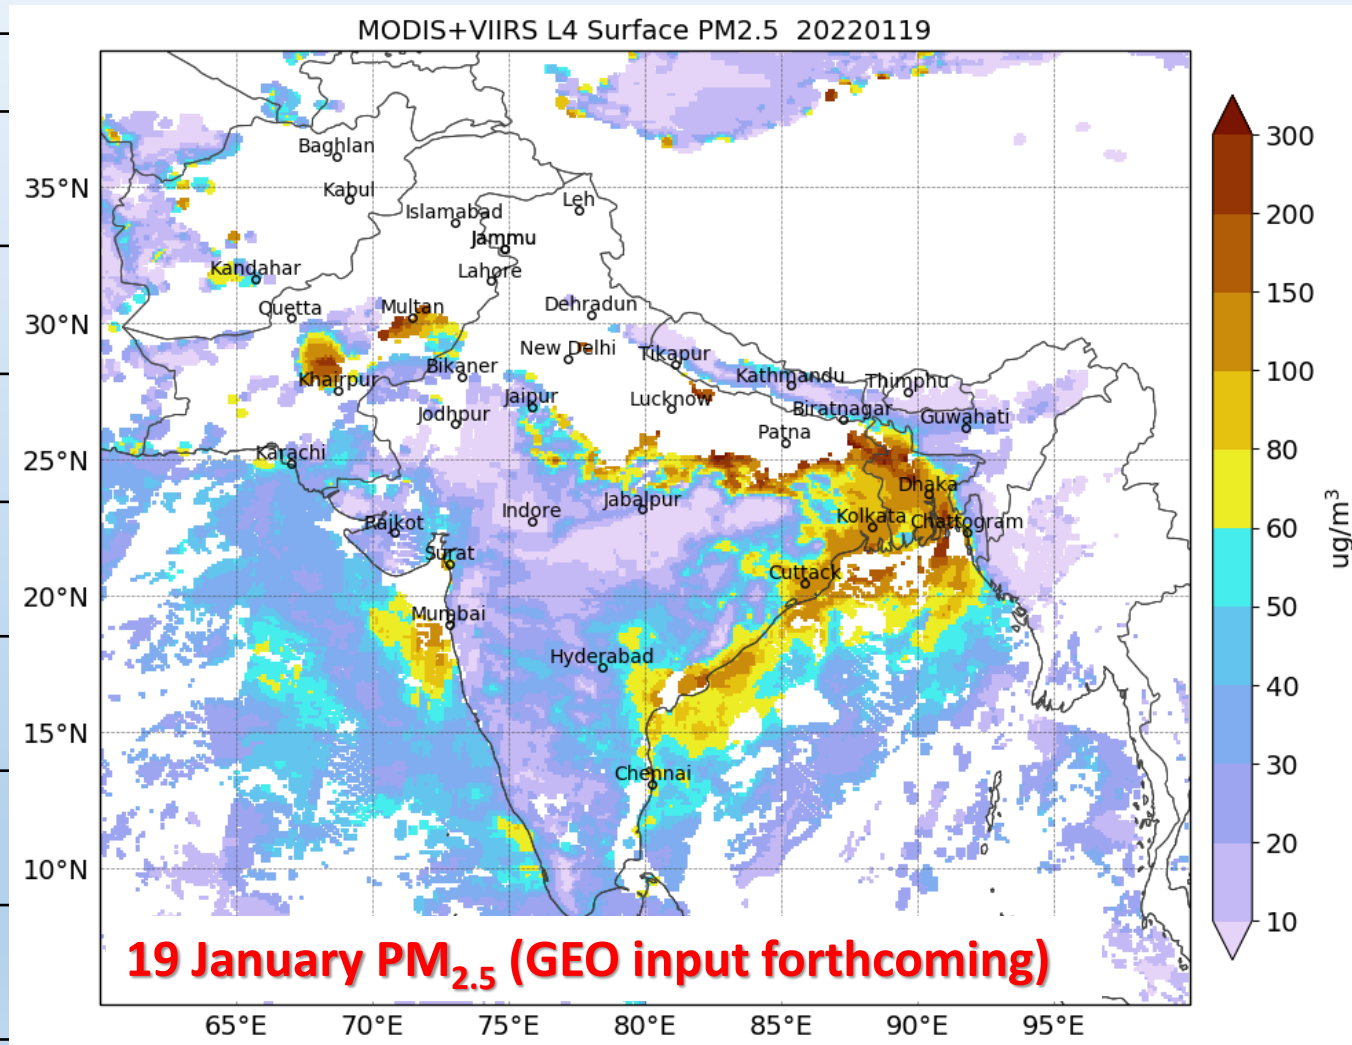 MODIS+VIIRS L4 Surface PM2.5  20220119
35°N
30°N
25°N
20°N
15°N
10°N
65°E
70°E
75°E
80°E
85°E
90°E
95°E
Baghlan
Kabul
Islamabad
Leh
Jammu
Kandahar
Lahore
Quetta
Multan
Dehradun
New Delhi
Tikapur
Khairpur
Bikaner
Kathmandu
Thimphu
Jaipur
Lucknow
Jodhpur
Biratnagar
Guwahati
Patna
Karachi
Dhaka
Jabalpur
Indore
Rajkot
Kolkata
Chattogram
Surat
Cuttack
Mumbai
Hyderabad
Chennai
19 January PM2.5 (GEO input forthcoming)
300
200
150
100
80
60
50
40
30
20
10
ug/m3